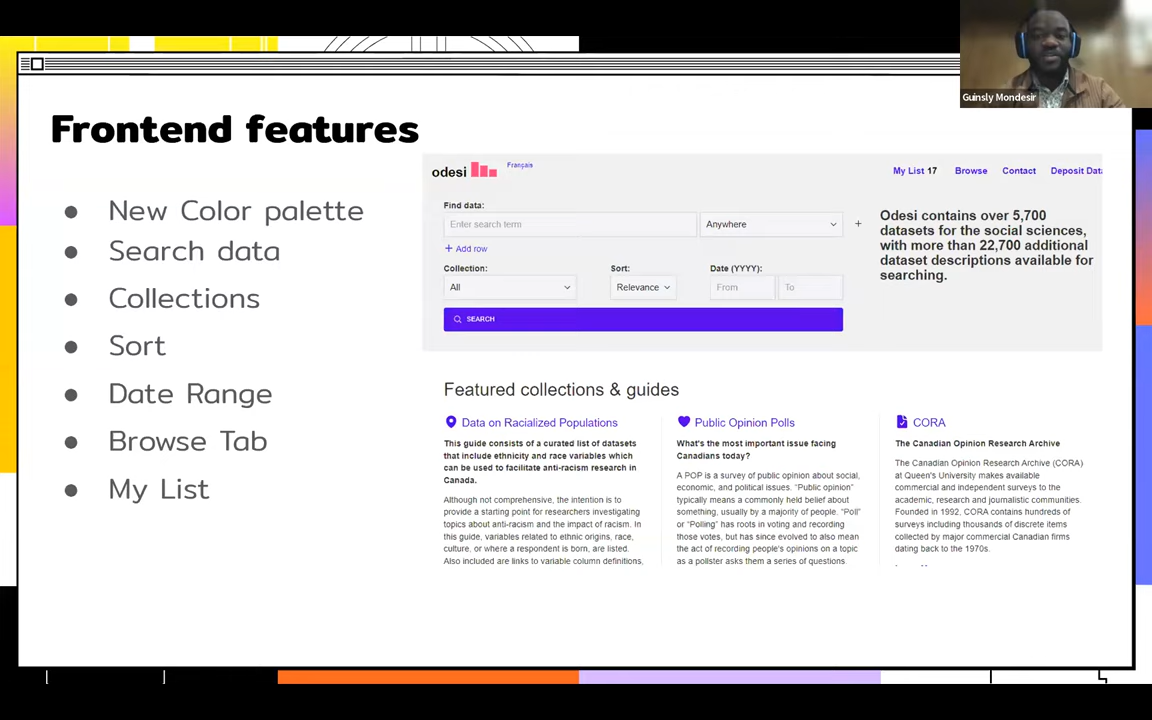 Guinsly Mondesir
Frontend features
New Color palette
Search data
Collections
Sort
Date Range
Browse Tab
My List
odesi
Français
My List 17
Browse
Contact
Deposit Data
Find data:
Enter search term
Anywhere
+
+ Add row
Collection:
Sort:
Date (YYYY):
All
Relevance
From
To
SEARCH
Odesi contains over 5,700
datasets for the social sciences,
with more than 22,700 additional
dataset descriptions available for
searching.
Featured collections & guides
Data on Racialized Populations
This guide consists of a curated list of datasets
that include ethnicity and race variables which
can be used to facilitate anti-racism research in
Canada.
Although not comprehensive, the intention is to
provide a starting point for researchers investigating
topics about anti-racism and the impact of racism. In
this guide, variables related to ethnic origins, race,
culture, or where a respondent is born, are listed.
Also included are links to variable column definitions,
Public Opinion Polls
What's the most important issue facing
Canadians today?
A POP is a survey of public opinion about social,
economic, and political issues. “Public opinion”
typically means a commonly held belief about
something, usually by a majority of people. “Poll”
or “Polling” has roots in voting and recording
those votes, but has since evolved to also mean
the act of recording people's opinions on a topic
as a pollster asks them a series of questions.
CORA
The Canadian Opinion Research Archive
The Canadian Opinion Research Archive (CORA)
at Queen's University makes available
commercial and independent surveys to the
academic, research and journalistic communities.
Founded in 1992, CORA contains hundreds of
surveys including thousands of discrete items
collected by major commercial Canadian firms
dating back to the 1970s.